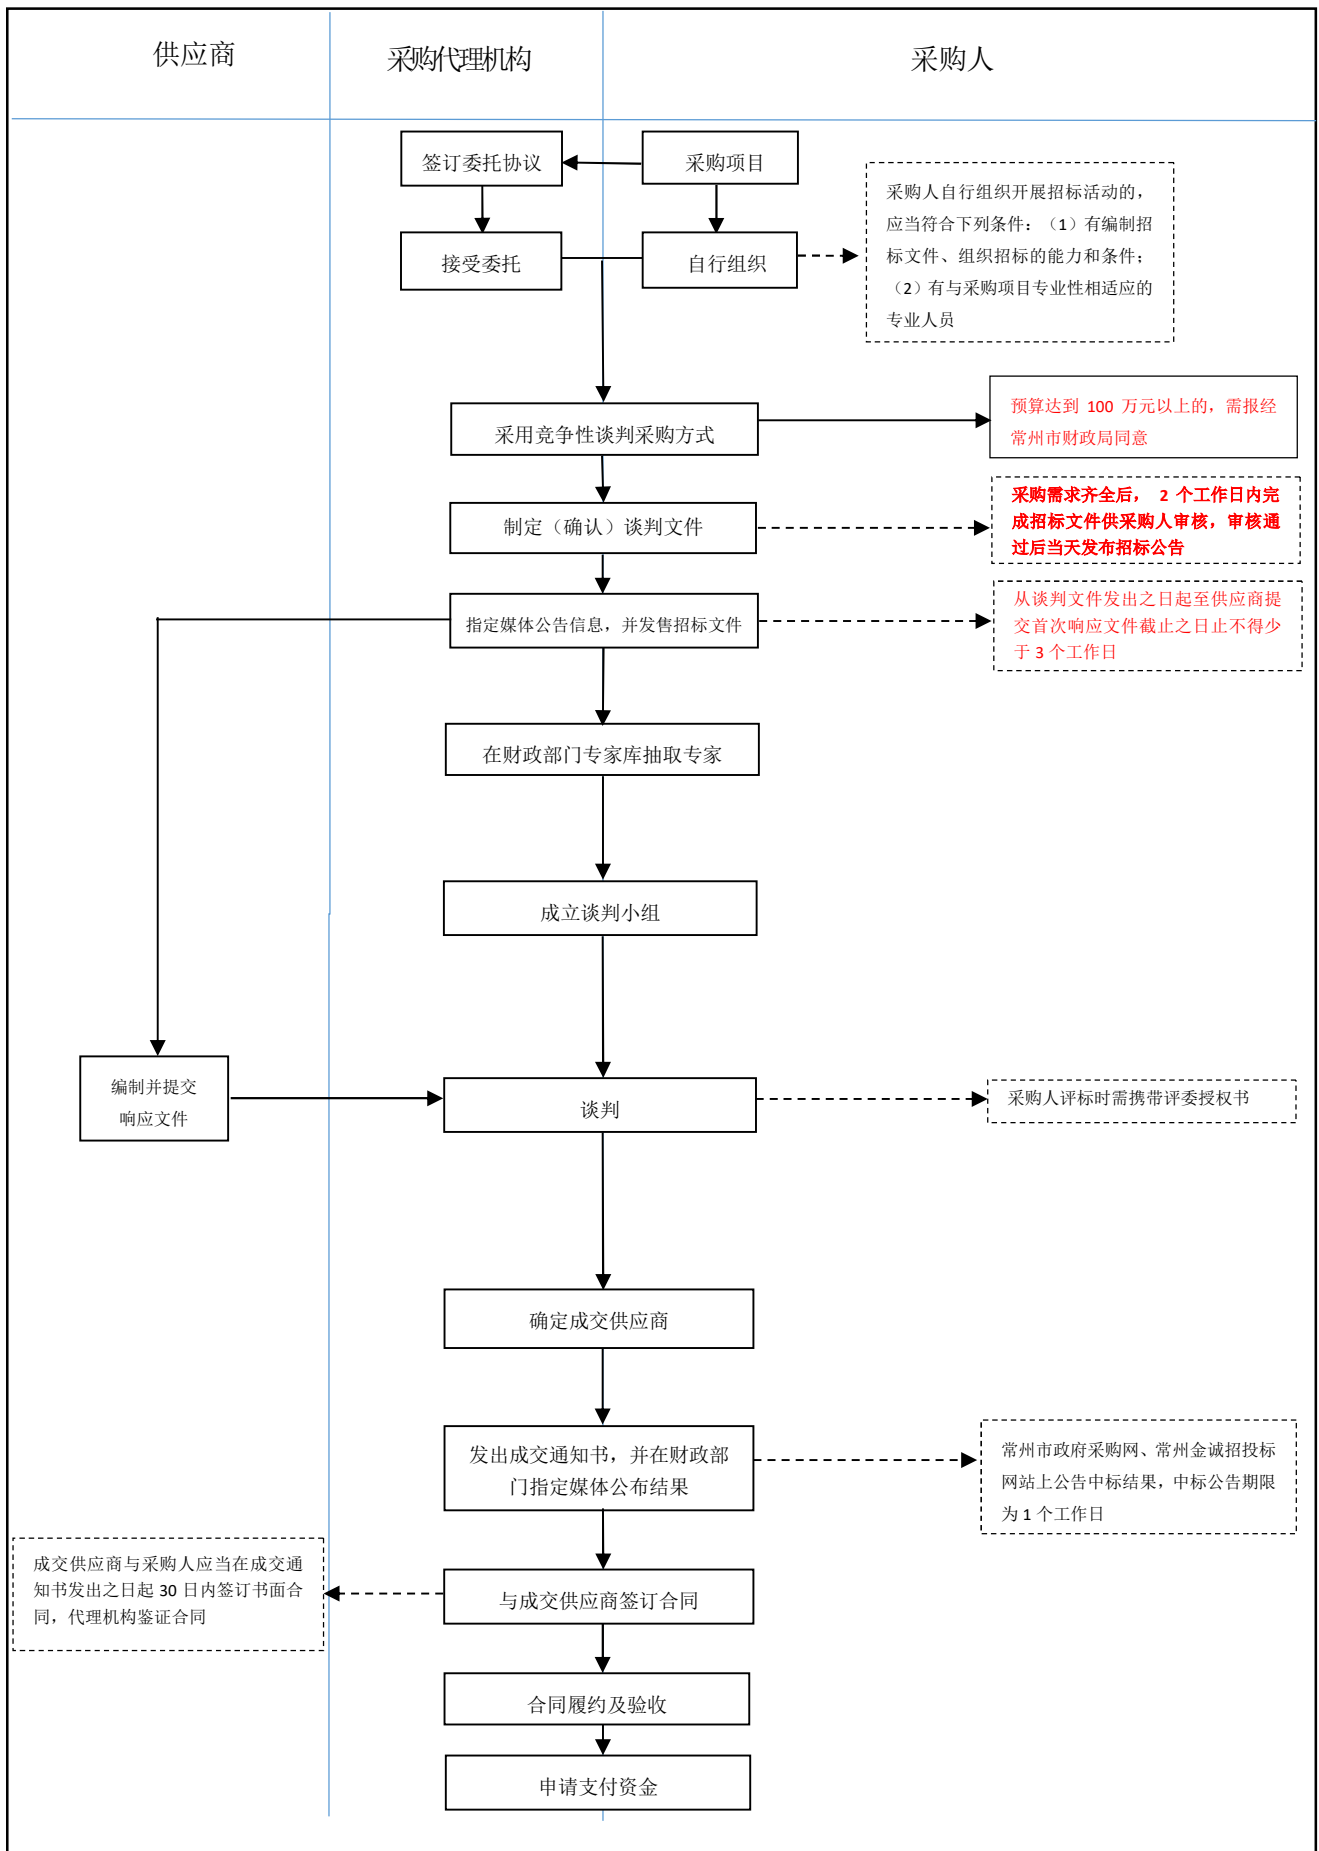 供应商
采购代理机构
采购人
签订委托协议
采购项目
接受委托
自行组织
采购人自行组织开展招标活动的，
应当符合下列条件：（1）有编制招
标文件、组织招标的能力和条件；
（2）有与采购项目专业性相适应的
专业人员
采用竞争性谈判采购方式
预算达到 100 万元以上的，需报经
常州市财政局同意
制定（确认）谈判文件
采购需求齐全后， 2 个工作日内完
成招标文件供采购人审核，审核通
过后当天发布招标公告
指定媒体公告信息，并发售招标文件
从谈判文件发出之日起至供应商提
交首次响应文件截止之日止不得少
于 3 个工作日
在财政部门专家库抽取专家
成立谈判小组
编制并提交
响应文件
谈判
采购人评标时需携带评委授权书
确定成交供应商
发出成交通知书，并在财政部
门指定媒体公布结果
常州市政府采购网、常州金诚招投标
网站上公告中标结果，中标公告期限
为 1 个工作日
成交供应商与采购人应当在成交通
知书发出之日起 30 日内签订书面合
同，代理机构鉴证合同
与成交供应商签订合同
合同履约及验收
申请支付资金